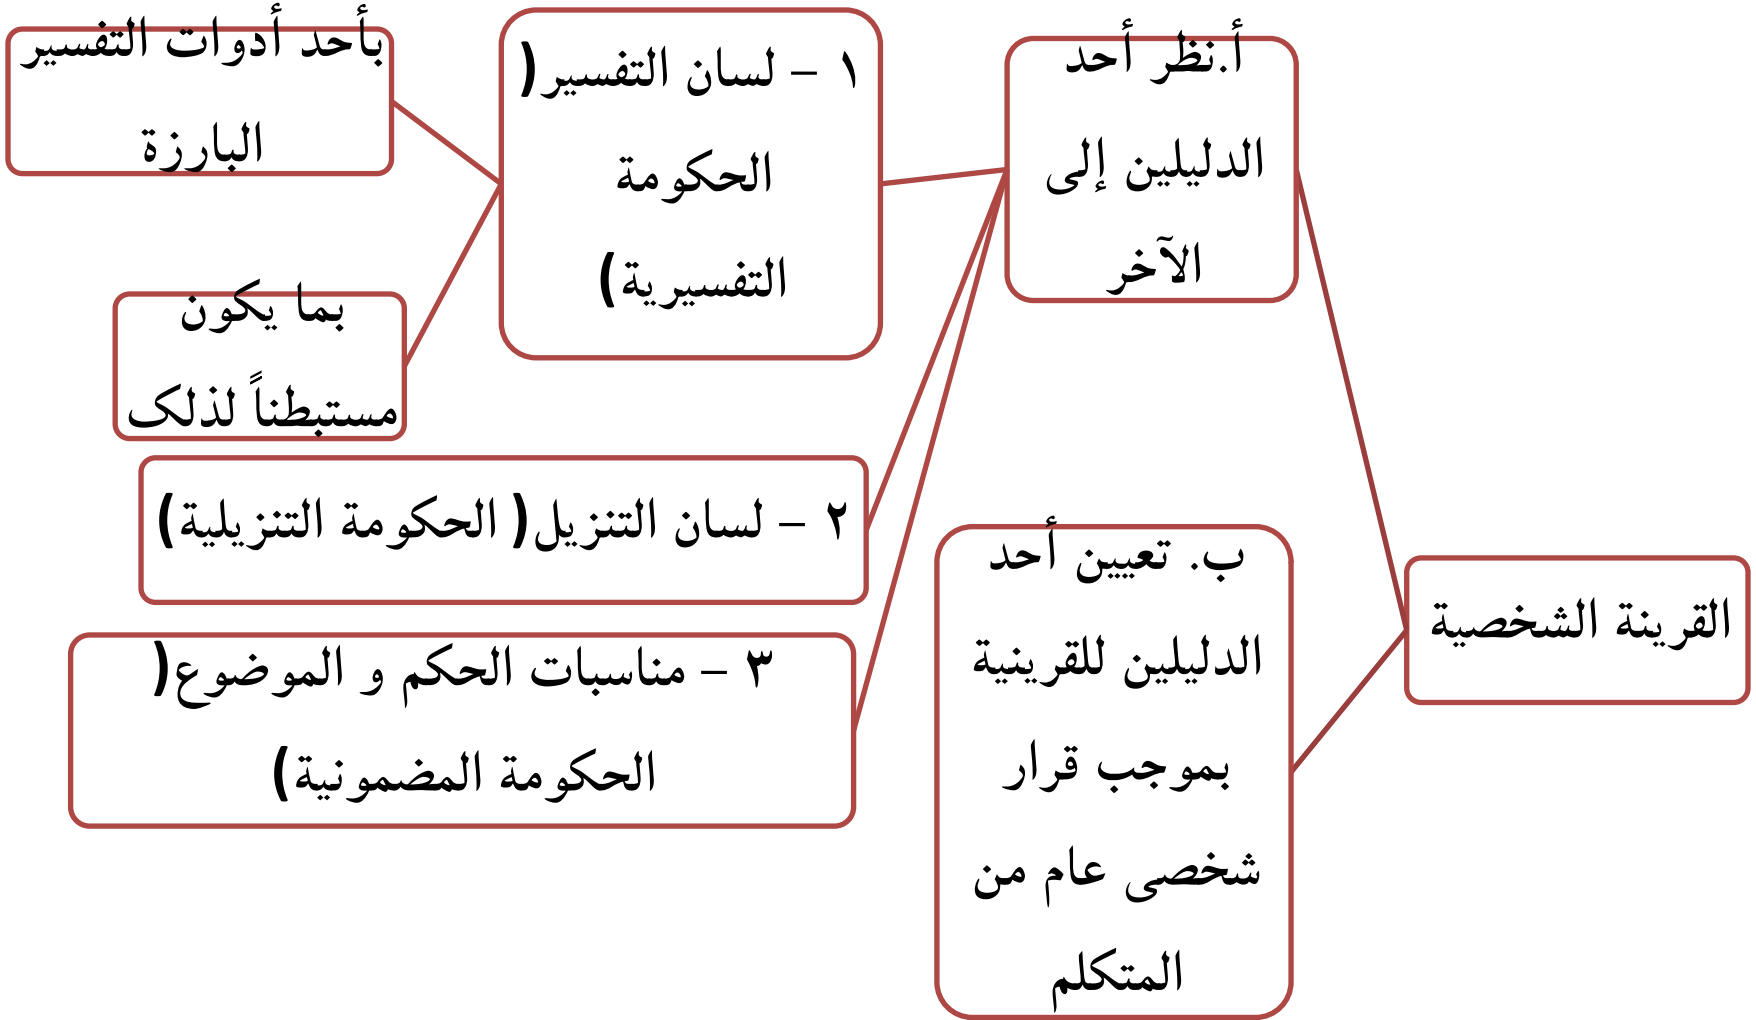 القرينة الشخصية
أ.نظر أحد
الدليلين إلى
الآخر
١ – لسان التفسير(
الحكومة
التفسيرية)
بأحد أدوات التفسير
البارزة
بما يكون
مستبطناً لذلک
٢ – لسان التنزيل( الحكومة التنزيلية)
٣ – مناسبات الحكم و الموضوع(
الحكومة المضمونية)
ب. تعيين أحد
الدليلين للقرينية
بموجب قرار
شخصى عام من
المتكلم